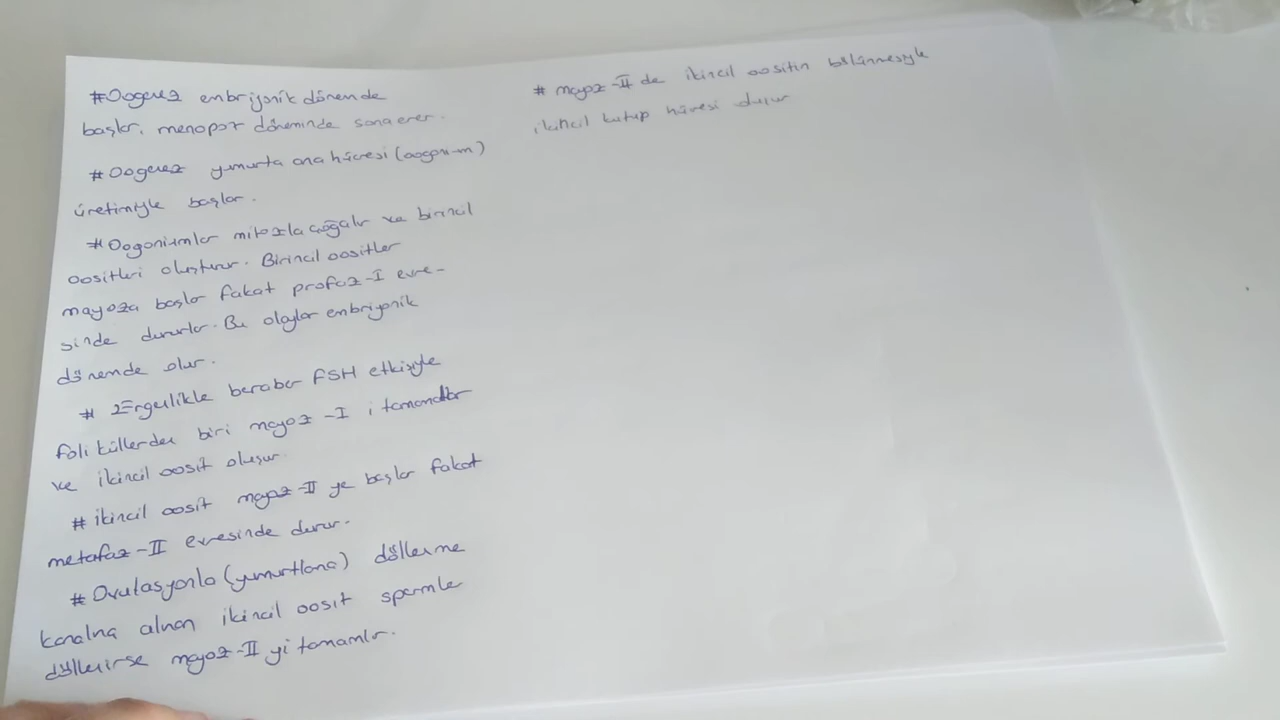 #Oogenez embriyonik dönemde
başlar, menopoz döneminde sona erer.
#Oogenez yumurta ana hücresi (oogonium)
üretimiyle başlar.
#Oogoniumlar mitozla çoğalır ve birincil
oositleri oluşturur. Birincil oositler
mayoza başlar fakat profaz-I evre-
sinde dururlar. Bu olaylar embriyonik
dönemde olur.
# Ergenlikle beraber FSH etkisiyle
foliküllerden biri mayoz-I i tamamlar
ve ikincil oosit oluşur
# ikincil oosit mayoz-II ye başlar fakat
metafaz-II evresinde durur.
# Ovulasyonla (yumurtlama) döllenme
kanalına alınan ikincil oosit spermle
döllenirse mayoz-II yi tamamlar.
# mayoz-II de ikincil oositin bölünmesiyle
ikincil kutup hücresi oluşur